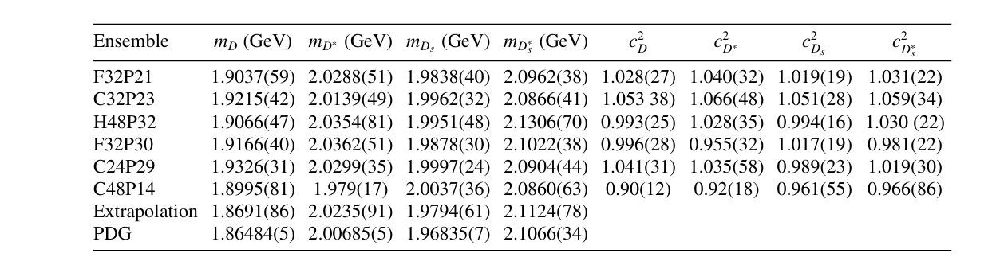 Ensemble m_D (GeV) m_{D*} (GeV) m_{D_s} (GeV) m_{D_s^*} (GeV) c_D^2 c_{D*}^2 c_{D_s}^2 c_{D_s^*}^2
F32P21 1.9037(59) 2.0288(51) 1.9838(40) 2.0962(38) 1.028(27) 1.040(32) 1.019(19) 1.031(22)
C32P23 1.9215(42) 2.0139(49) 1.9962(32) 2.0866(41) 1.053 38) 1.066(48) 1.051(28) 1.059(34)
H48P32 1.9066(47) 2.0354(81) 1.9951(48) 2.1306(70) 0.993(25) 1.028(35) 0.994(16) 1.030 (22)
F32P30 1.9166(40) 2.0362(51) 1.9878(30) 2.1022(38) 0.996(28) 0.955(32) 1.017(19) 0.981(22)
C24P29 1.9326(31) 2.0299(35) 1.9997(24) 2.0904(44) 1.041(31) 1.035(58) 0.989(23) 1.019(30)
C48P14 1.8995(81) 1.979(17) 2.0037(36) 2.0860(63) 0.90(12) 0.92(18) 0.961(55) 0.966(86)
Extrapolation 1.8691(86) 2.0235(91) 1.9794(61) 2.1124(78)
PDG 1.86484(5) 2.00685(5) 1.96835(7) 2.1066(34)